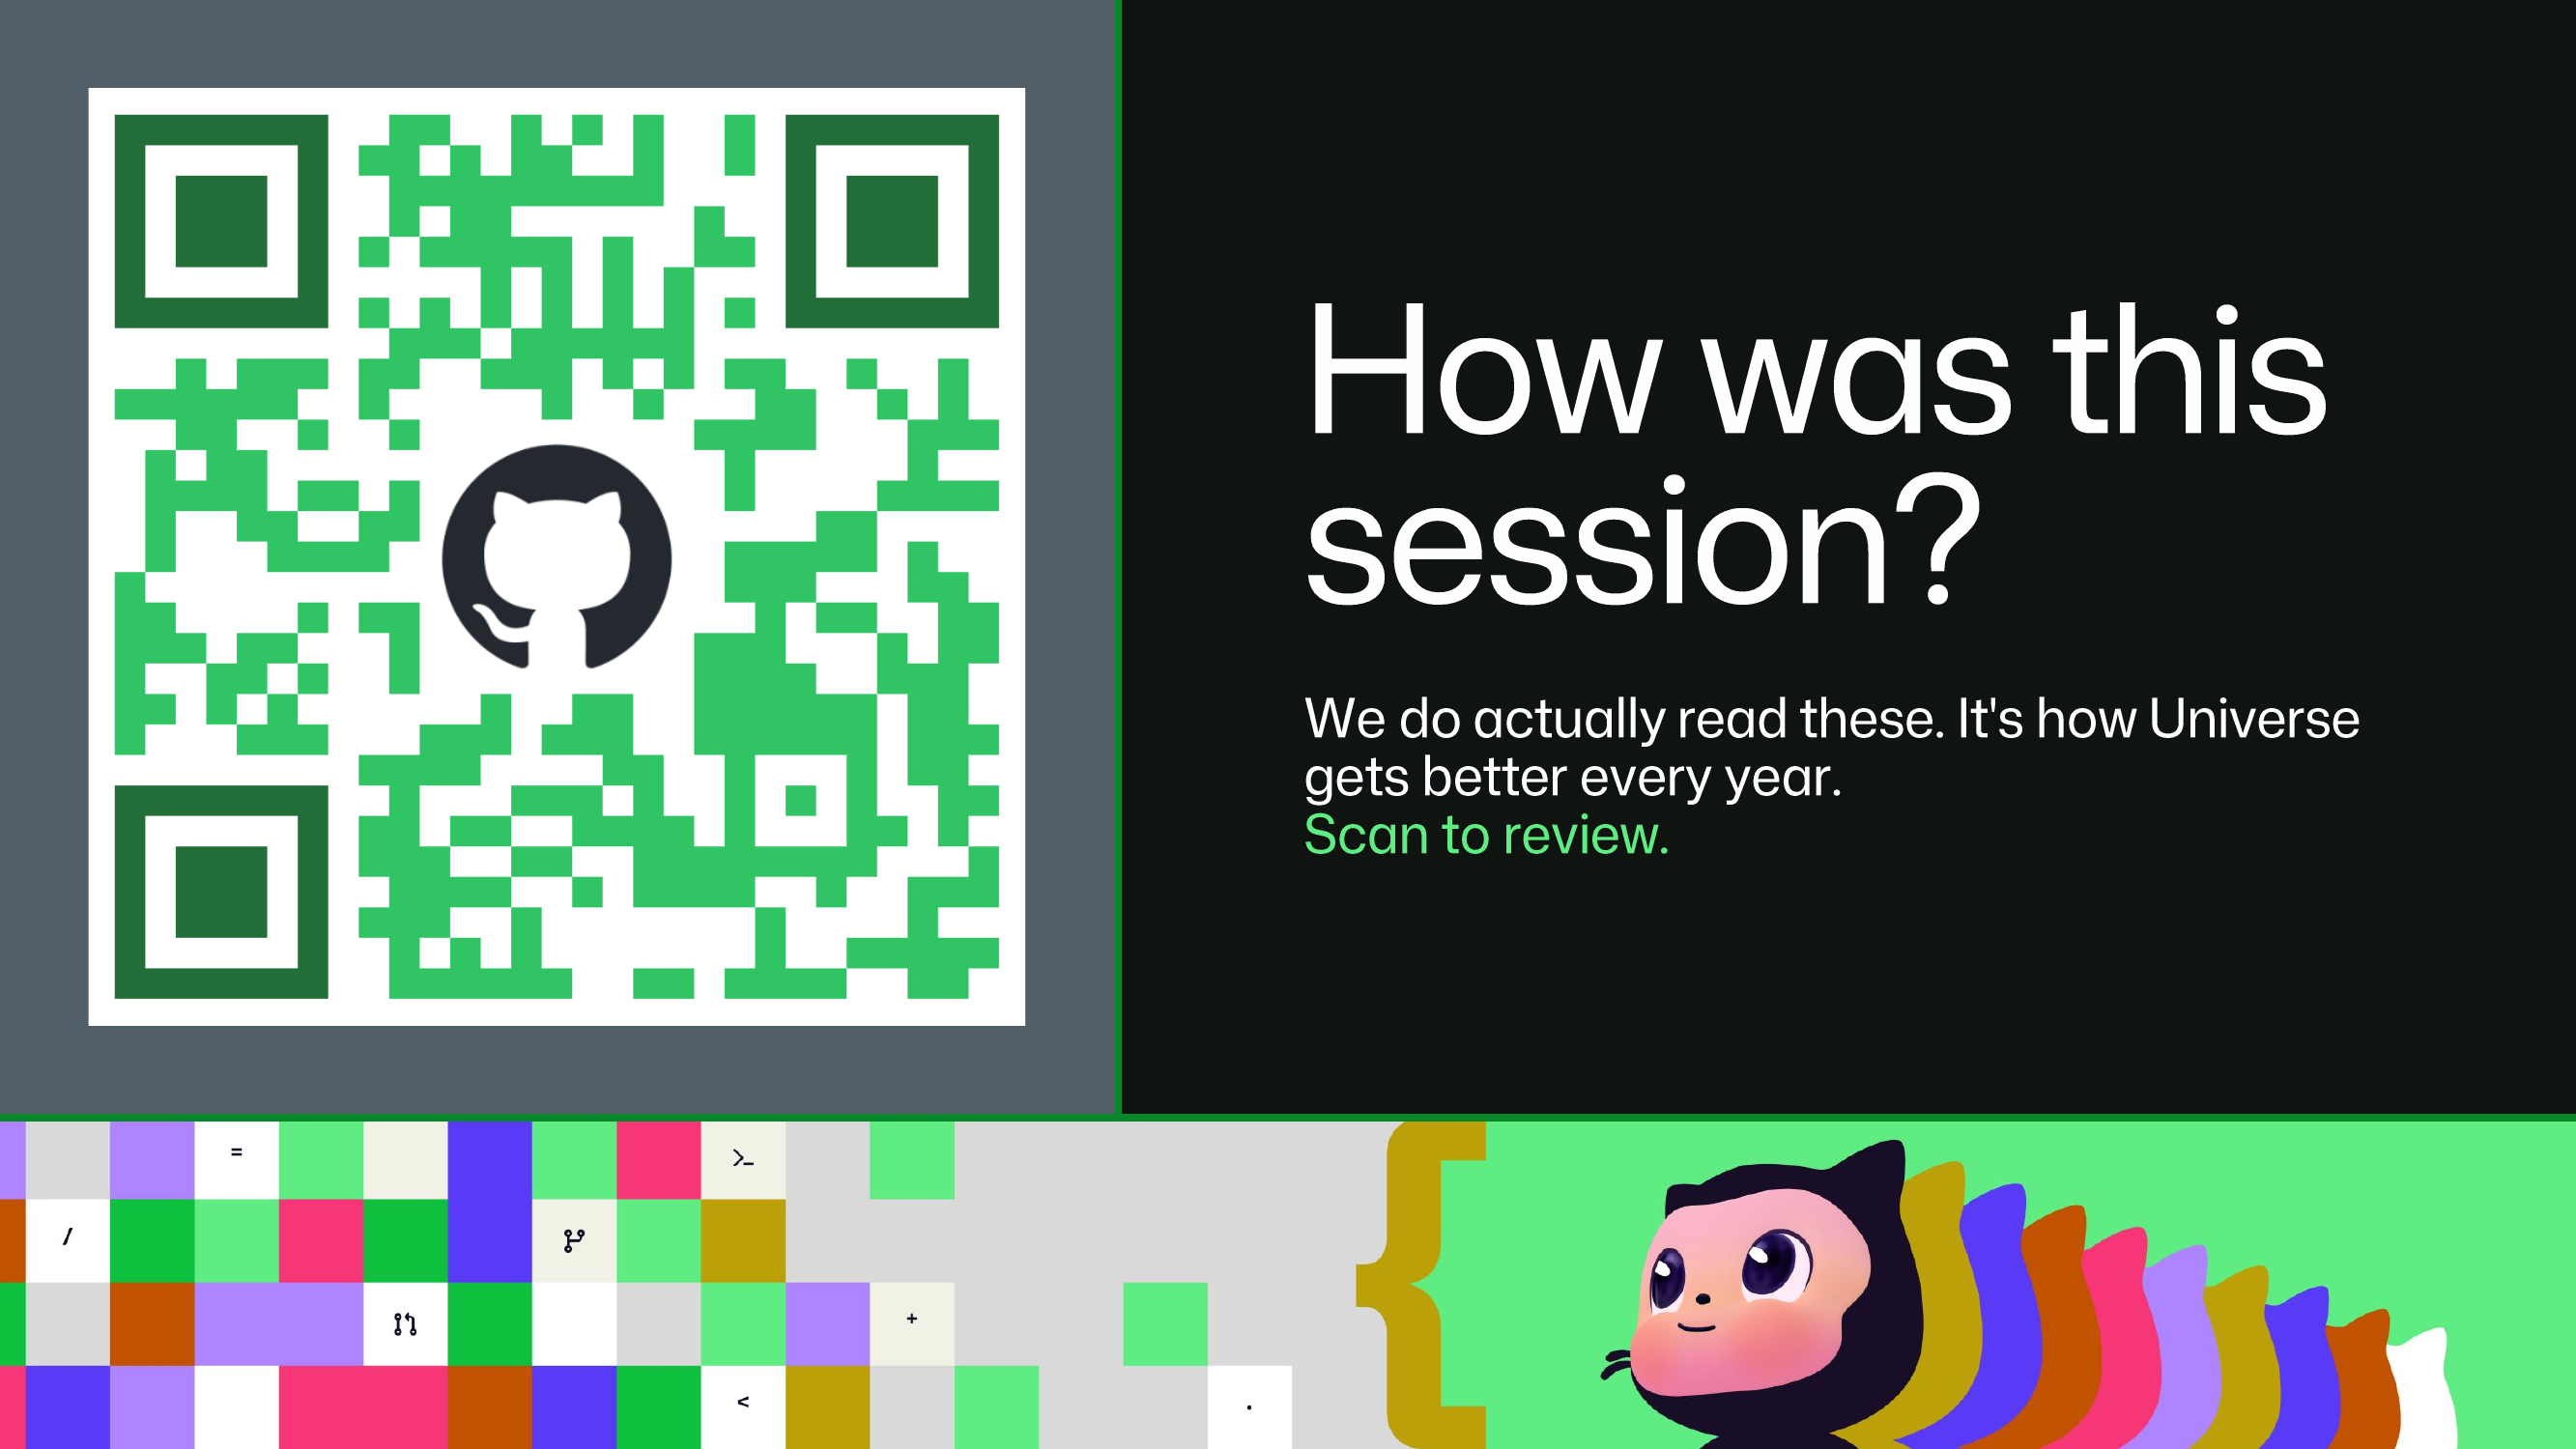 How was this
session?
We do actually read these. It's how Universe
gets better every year.
Scan to review.
=
>_
/
+
<
.
{